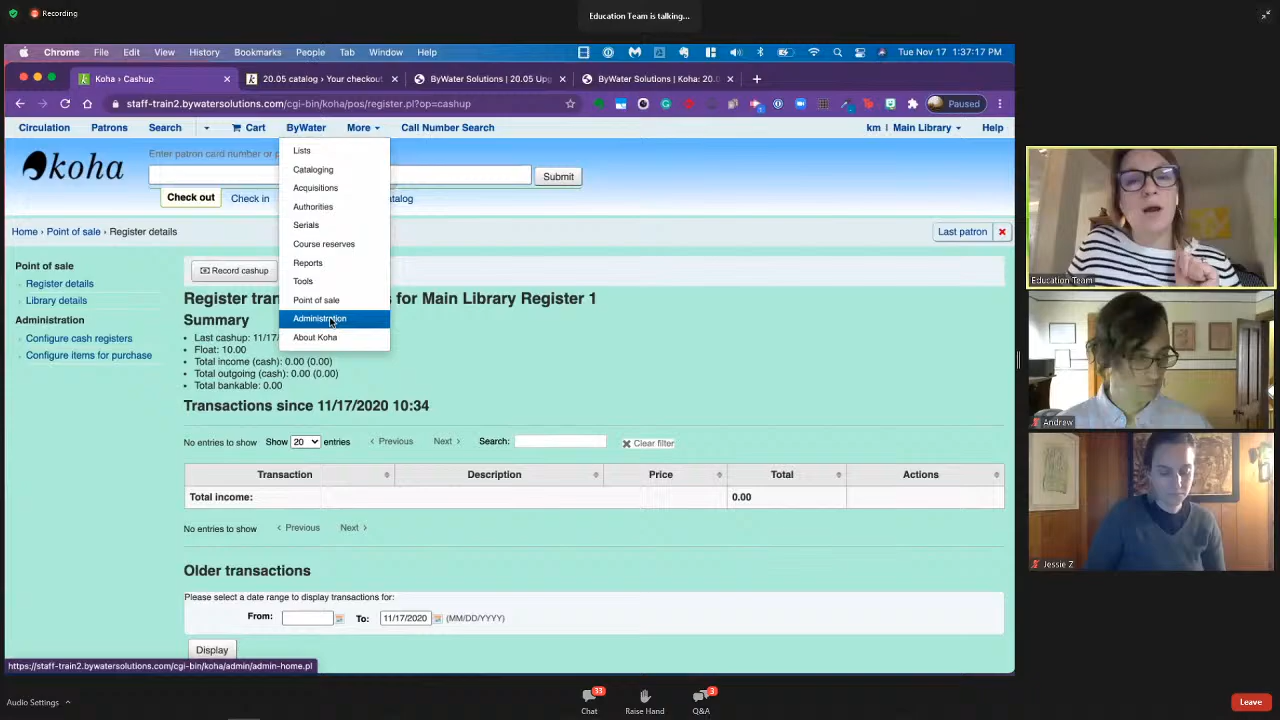 Recording
Education Team is talking...
Chrome File Edit View History Bookmarks People Tab Window Help
Tue Nov 17 1:37:17 PM
Koha › Cashup
20.05 catalog › Your checkout
ByWater Solutions | 20.05 Upg
ByWater Solutions | Koha: 20.0
staff-train2.bywatersolutions.com/cgi-bin/koha/pos/register.pl?op=cashup
Paused
Circulation Patrons Search Cart ByWater More Call Number Search km | Main Library Help
koha
Enter patron card number or p
Submit
Check out Check in atalog
Lists
Cataloging
Acquisitions
Authorities
Serials
Course reserves
Reports
Tools
Point of sale
Administration
About Koha
Home › Point of sale › Register details
Last patron
Point of sale
Register details
Library details
Administration
Configure cash registers
Configure items for purchase
Record cashup
Register tran s for Main Library Register 1
Summary
• Last cashup: 11/17/
• Float: 10.00
• Total income (cash): 0.00 (0.00)
• Total outgoing (cash): 0.00 (0.00)
• Total bankable: 0.00
Transactions since 11/17/2020 10:34
No entries to show Show 20 entries Previous Next Search: Clear filter
Transaction Description Price Total Actions
Total income: 0.00
No entries to show Previous Next
Older transactions
Please select a date range to display transactions for:
From: To: 11/17/2020 (MM/DD/YYYY)
Display
https://staff-train2.bywatersolutions.com/cgi-bin/koha/admin/admin-home.pl
Education Team
Andrew
Jessie Z
Audio Settings
33
Chat
Raise Hand
3
Q&A
Leave